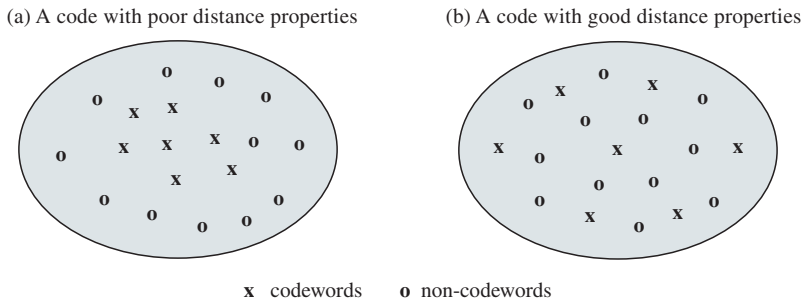 (a) A code with poor distance properties
(b) A code with good distance properties
o
o
o
o
x
x
x
x
x
o
o
o
x
x
o
o
o
o
o
o
x
x
o
o
o
o
x
x
o
o
x
o
o
o
x
x
o
o
x codewords o non-codewords